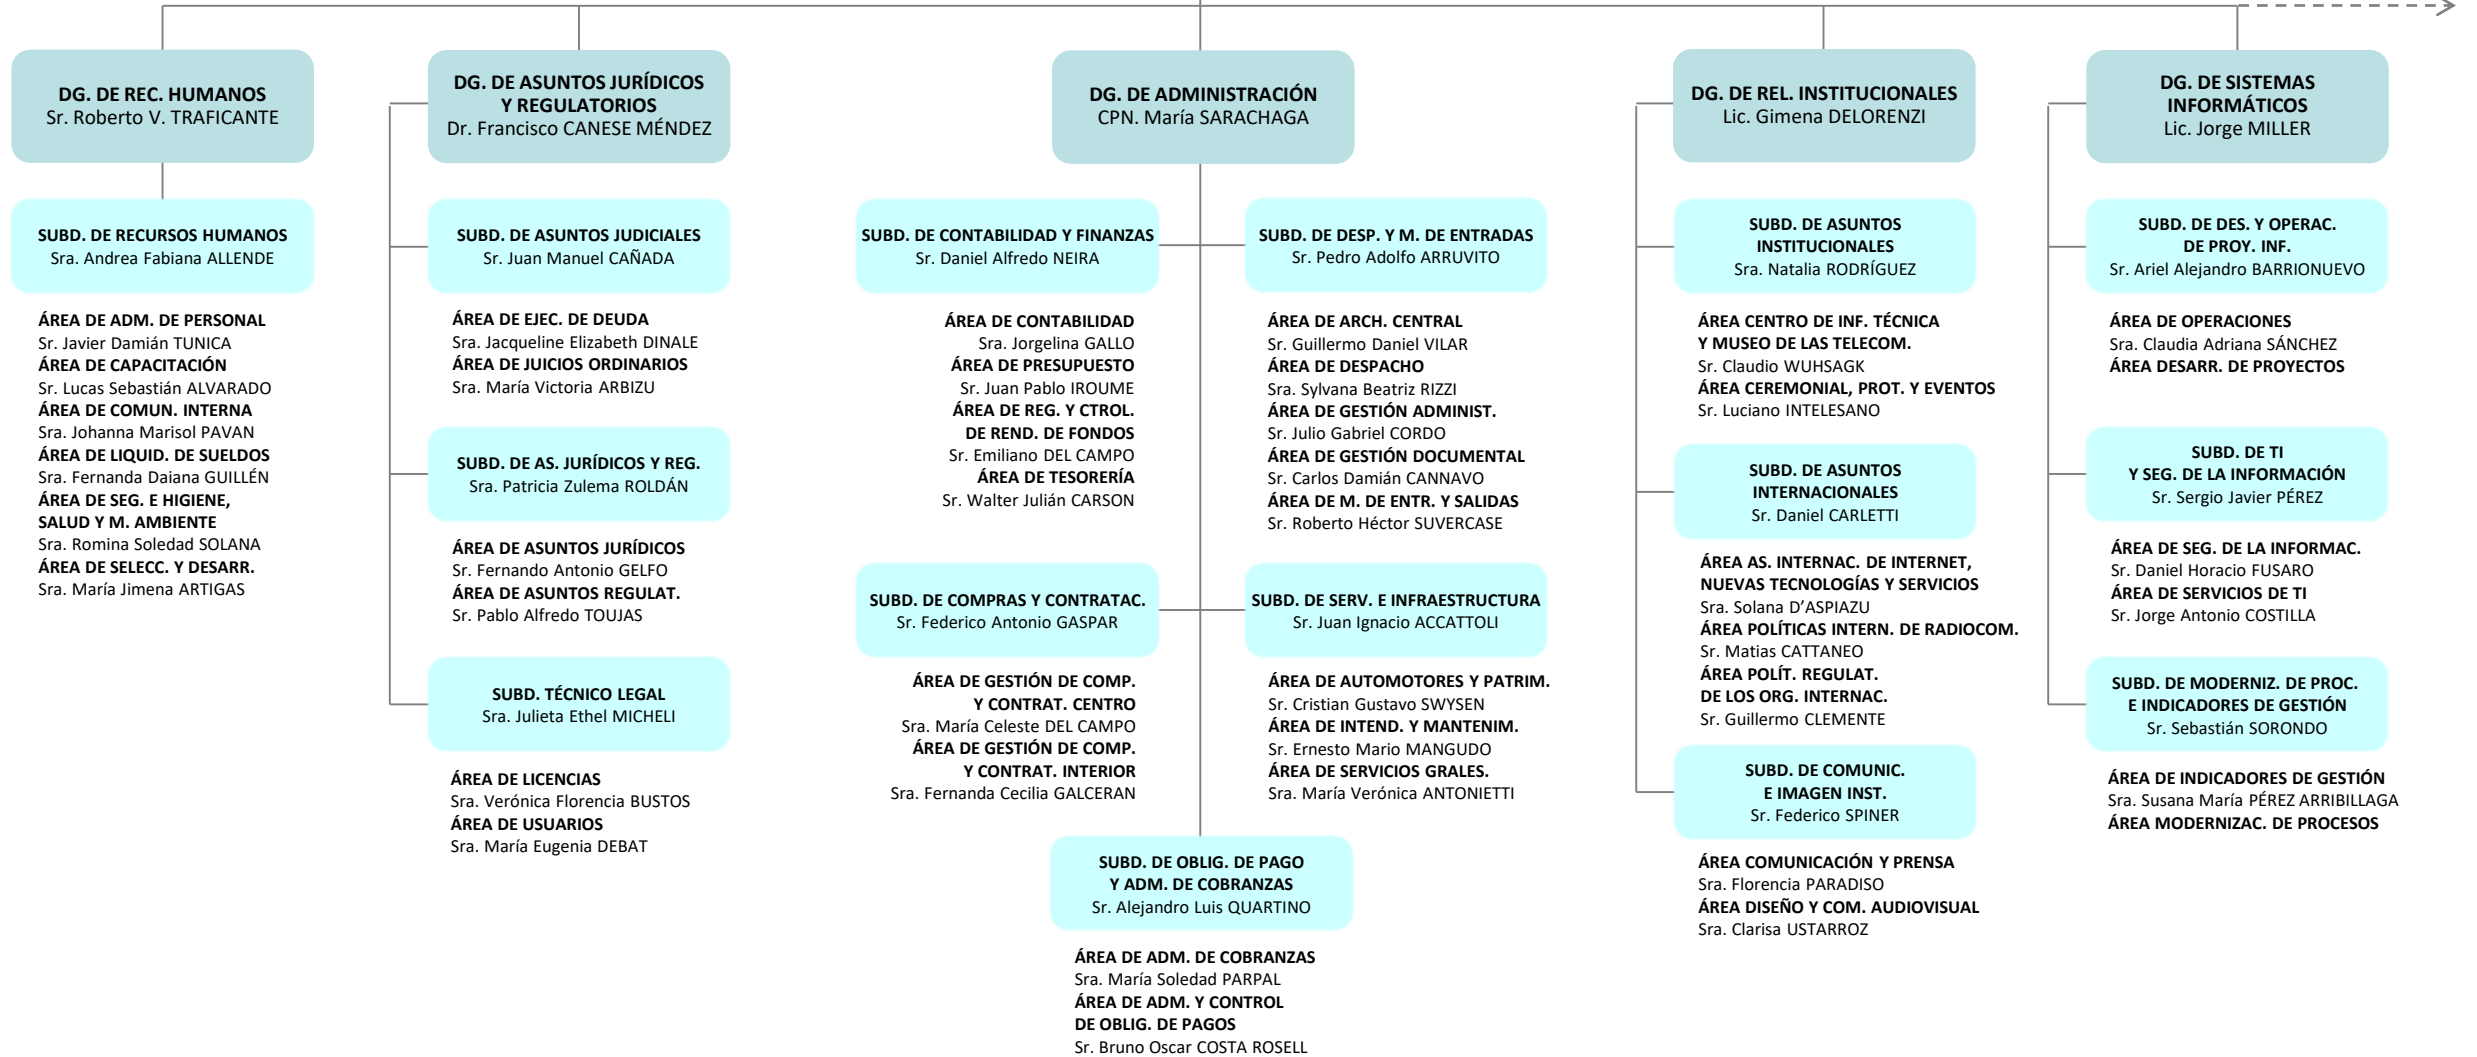 DG. DE REC. HUMANOS
Sr. Roberto V. TRAFICANTE
SUBD. DE RECURSOS HUMANOS
Sra. Andrea Fabiana ALLENDE
ÁREA DE ADM. DE PERSONAL
Sr. Javier Damián TUNICA
ÁREA DE CAPACITACIÓN
Sr. Lucas Sebastián ALVARADO
ÁREA DE COMUN. INTERNA
Sra. Johanna Marisol PAVAN
ÁREA DE LIQUID. DE SUELDOS
Sra. Fernanda Daiana GUILLÉN
ÁREA DE SEG. E HIGIENE,
SALUD Y M. AMBIENTE
Sra. Romina Soledad SOLANA
ÁREA DE SELECC. Y DESARR.
Sra. María Jimena ARTIGAS
DG. DE ASUNTOS JURÍDICOS
Y REGULATORIOS
Dr. Francisco CANESE MÉNDEZ
SUBD. DE ASUNTOS JUDICIALES
Sr. Juan Manuel CAÑADA
ÁREA DE EJEC. DE DEUDA
Sra. Jacqueline Elizabeth DINALE
ÁREA DE JUICIOS ORDINARIOS
Sra. María Victoria ARBIZU
SUBD. DE AS. JURÍDICOS Y REG.
Sra. Patricia Zulema ROLDÁN
ÁREA DE ASUNTOS JURÍDICOS
Sr. Fernando Antonio GELFO
ÁREA DE ASUNTOS REGULAT.
Sr. Pablo Alfredo TOUJAS
SUBD. TÉCNICO LEGAL
Sra. Julieta Ethel MICHELI
ÁREA DE LICENCIAS
Sra. Verónica Florencia BUSTOS
ÁREA DE USUARIOS
Sra. María Eugenia DEBAT
DG. DE ADMINISTRACIÓN
CPN. María SARACHAGA
SUBD. DE CONTABILIDAD Y FINANZAS
Sr. Daniel Alfredo NEIRA
ÁREA DE CONTABILIDAD
Sra. Jorgelina GALLO
ÁREA DE PRESUPUESTO
Sr. Juan Pablo IROUME
ÁREA DE REG. Y CTROL.
DE REND. DE FONDOS
Sr. Emiliano DEL CAMPO
ÁREA DE TESORERÍA
Sr. Walter Julián CARSON
SUBD. DE DESP. Y M. DE ENTRADAS
Sr. Pedro Adolfo ARRUVITO
ÁREA DE ARCH. CENTRAL
Sr. Guillermo Daniel VILAR
ÁREA DE DESPACHO
Sra. Sylvana Beatriz RIZZI
ÁREA DE GESTIÓN ADMINIST.
Sr. Julio Gabriel CORDO
ÁREA DE GESTIÓN DOCUMENTAL
Sr. Carlos Damián CANNAVO
ÁREA DE M. DE ENTR. Y SALIDAS
Sr. Roberto Héctor SUVERCASE
SUBD. DE COMPRAS Y CONTRATAC.
Sr. Federico Antonio GASPAR
ÁREA DE GESTIÓN DE COMP.
Y CONTRAT. CENTRO
Sra. María Celeste DEL CAMPO
ÁREA DE GESTIÓN DE COMP.
Y CONTRAT. INTERIOR
Sra. Fernanda Cecilia GALCERAN
SUBD. DE SERV. E INFRAESTRUCTURA
Sr. Juan Ignacio ACCATTOLI
ÁREA DE AUTOMOTORES Y PATRIM.
Sr. Cristian Gustavo SWYSEN
ÁREA DE INTEND. Y MANTENIM.
Sr. Ernesto Mario MANGUDO
ÁREA DE SERVICIOS GRALES.
Sra. María Verónica ANTONIETTI
SUBD. DE OBLIG. DE PAGO
Y ADM. DE COBRANZAS
Sr. Alejandro Luis QUARTINO
ÁREA DE ADM. DE COBRANZAS
Sra. María Soledad PARPAL
ÁREA DE ADM. Y CONTROL
DE OBLIG. DE PAGOS
Sr. Bruno Oscar COSTA ROSELL
DG. DE REL. INSTITUCIONALES
Lic. Gimena DELORENZI
SUBD. DE ASUNTOS
INSTITUCIONALES
Sra. Natalia RODRÍGUEZ
ÁREA CENTRO DE INF. TÉCNICA
Y MUSEO DE LAS TELECOM.
Sr. Claudio WUHSAGK
ÁREA CEREMONIAL, PROT. Y EVENTOS
Sr. Luciano INTELESANO
SUBD. DE ASUNTOS
INTERNACIONALES
Sr. Daniel CARLETTI
ÁREA AS. INTERNAC. DE INTERNET,
NUEVAS TECNOLOGÍAS Y SERVICIOS
Sra. Solana D’ASPIAZU
ÁREA POLÍTICAS INTERN. DE RADIOCOM.
Sr. Matias CATTANEO
ÁREA POLÍT. REGULAT.
DE LOS ORG. INTERNAC.
Sr. Guillermo CLEMENTE
SUBD. DE COMUNIC.
E IMAGEN INST.
Sr. Federico SPINER
ÁREA COMUNICACIÓN Y PRENSA
Sra. Florencia PARADISO
ÁREA DISEÑO Y COM. AUDIOVISUAL
Sra. Clarisa USTARROZ
DG. DE SISTEMAS
INFORMÁTICOS
Lic. Jorge MILLER
SUBD. DE DES. Y OPERAC.
DE PROY. INF.
Sr. Ariel Alejandro BARRIONUEVO
ÁREA DE OPERACIONES
Sra. Claudia Adriana SÁNCHEZ
ÁREA DESARR. DE PROYECTOS
SUBD. DE TI
Y SEG. DE LA INFORMACIÓN
Sr. Sergio Javier PÉREZ
ÁREA DE SEG. DE LA INFORMAC.
Sr. Daniel Horacio FUSARO
ÁREA DE SERVICIOS DE TI
Sr. Jorge Antonio COSTILLA
SUBD. DE MODERNIZ. DE PROC.
E INDICADORES DE GESTIÓN
Sr. Sebastián SORONDO
ÁREA DE INDICADORES DE GESTIÓN
Sra. Susana María PÉREZ ARRIBILLAGA
ÁREA MODERNIZAC. DE PROCESOS